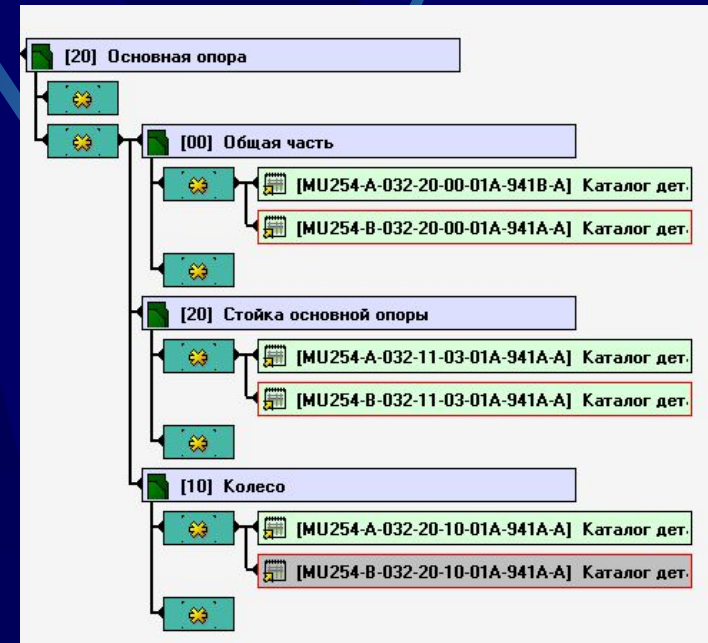 [20] Основная опора
[00] Общая часть
[MU254-A-032-20-00-01A-941B-A] Каталог дет.
[MU254-B-032-20-00-01A-941A-A] Каталог дет.
[20] Стойка основной опоры
[MU254-A-032-11-03-01A-941A-A] Каталог дет.
[MU254-B-032-11-03-01A-941A-A] Каталог дет.
[10] Колесо
[MU254-A-032-20-10-01A-941A-A] Каталог дет.
[MU254-B-032-20-10-01A-941A-A] Каталог дет.